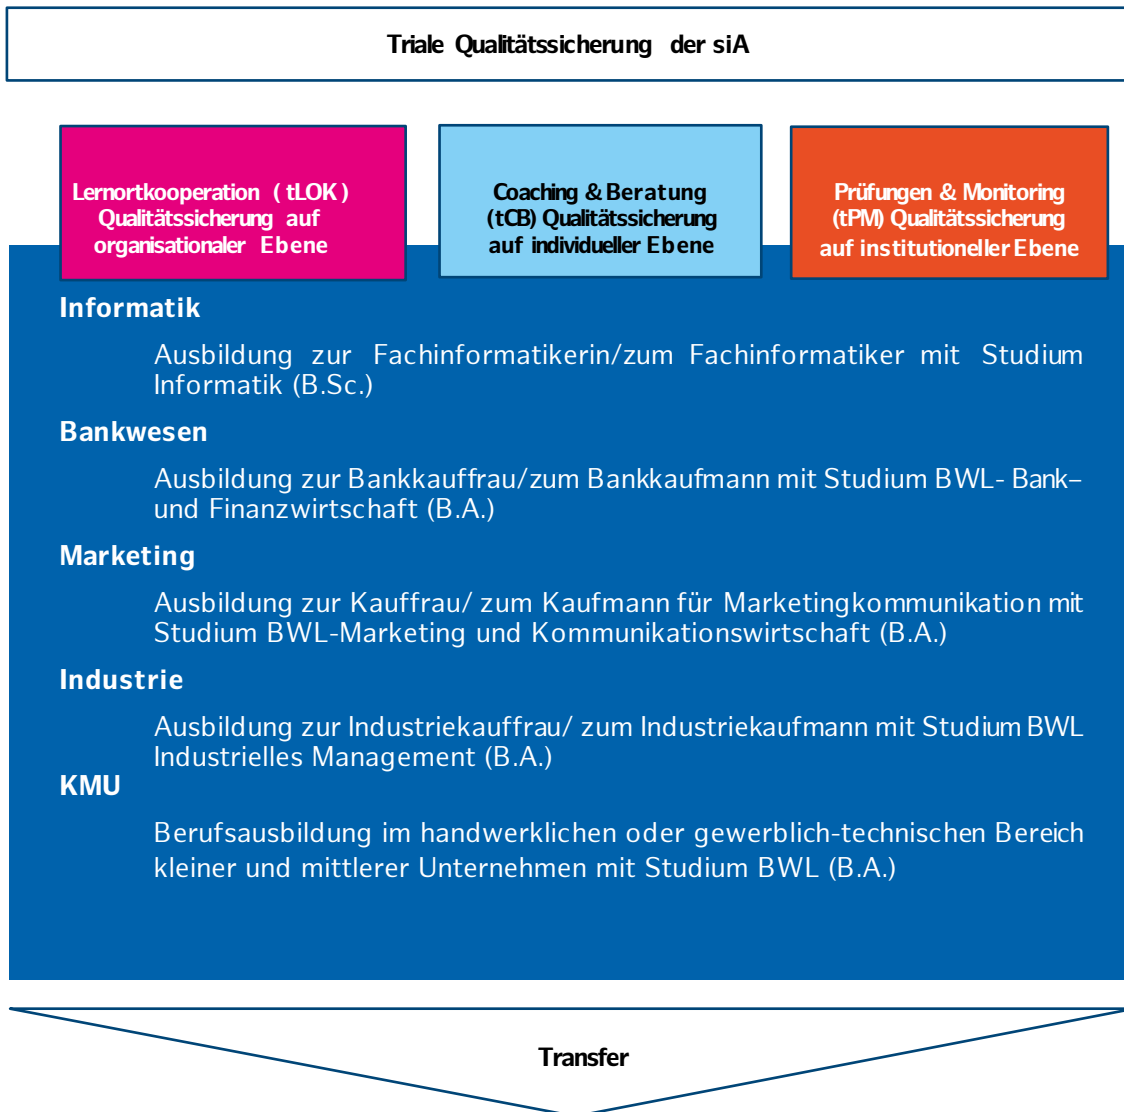 Triale Qualitätssicherung der siA
Lernortkooperation (tLOK)
Qualitätssicherung auf
organisationaler Ebene
Coaching & Beratung
(tCB) Qualitätssicherung
auf individueller Ebene
Prüfungen & Monitoring
(tPM) Qualitätssicherung
auf institutioneller Ebene
Informatik
Ausbildung zur Fachinformatikerin/zum Fachinformatiker mit Studium
Informatik (B.Sc.)
Bankwesen
Ausbildung zur Bankkauffrau/zum Bankkaufmann mit Studium BWL- Bank–
und Finanzwirtschaft (B.A.)
Marketing
Ausbildung zur Kauffrau/ zum Kaufmann für Marketingkommunikation mit
Studium BWL-Marketing und Kommunikationswirtschaft (B.A.)
Industrie
Ausbildung zur Industriekauffrau/ zum Industriekaufmann mit Studium BWL
Industrielles Management (B.A.)
KMU
Berufsausbildung im handwerklichen oder gewerblich-technischen Bereich
kleiner und mittlerer Unternehmen mit Studium BWL (B.A.)
Transfer